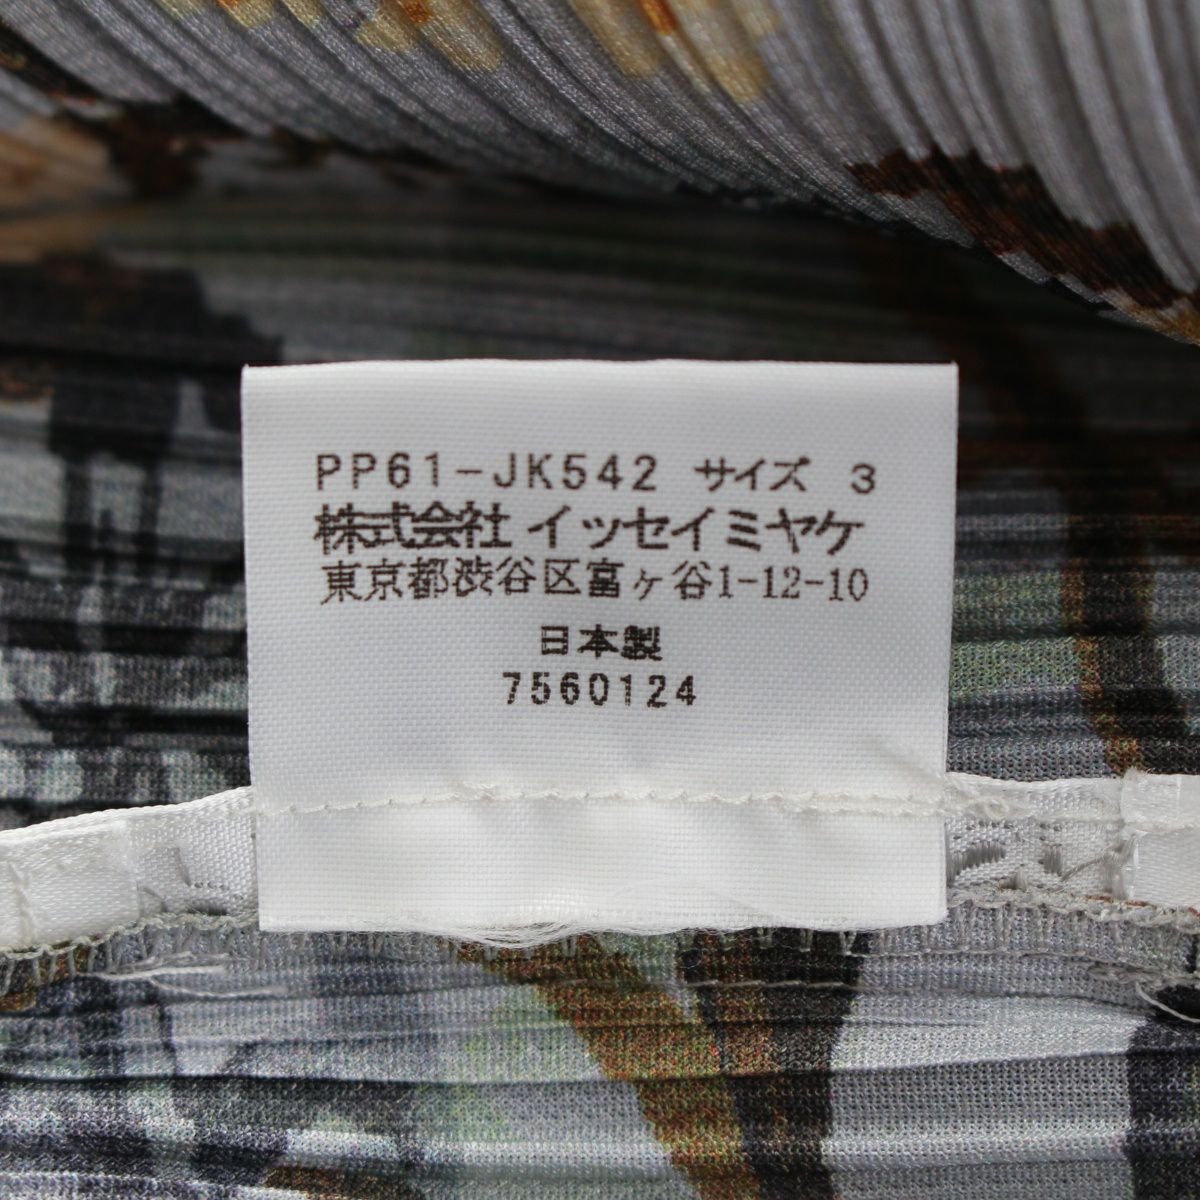 PP61-JK542 サイズ 3
株式会社イッセイミヤケ
東京都渋谷区富ヶ谷1-12-10
日本製
7560124